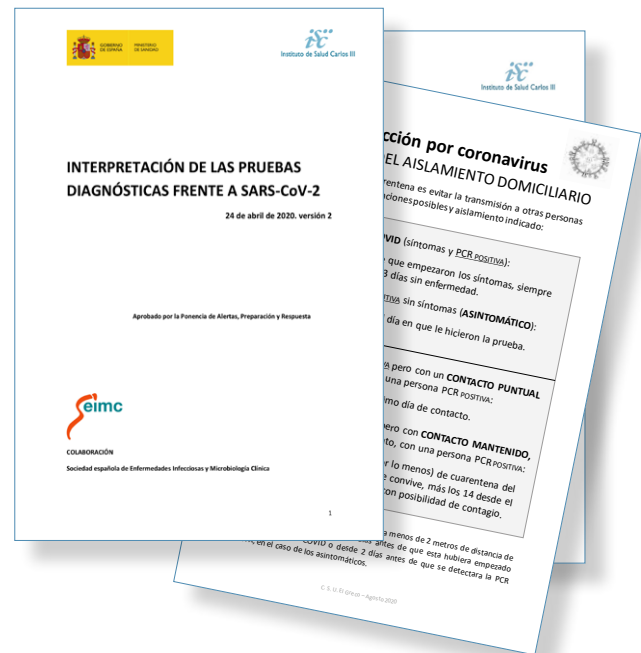 GOBIERNO
DE ESPAÑA
MINISTERIO
DE SANIDAD
isc
Instituto de Salud Carlos III
INTERPRETACIÓN DE LAS PRUEBAS
DIAGNÓSTICAS FRENTE A SARS-CoV-2
24 de abril de 2020. versión 2
Aprobado por la Ponencia de Alertas, Preparación y Respuesta
seimc
COLABORACIÓN
Sociedad española de Enfermedades Infecciosas y Microbiología Clínica
1
isc
Instituto de Salud Carlos III
cción por coronavirus
EL AISLAMIENTO DOMICILIARIO
rentena es evitar la transmisión a otras personas
aciones posibles y aislamiento indicado:
VID (síntomas y PCR POSITIVA):
que empezaron los síntomas, siempre
3 días sin enfermedad.
sin síntomas (ASINTOMÁTICO):
día en que le hicieron la prueba.
pero con un CONTACTO PUNTUAL
una persona PCR POSITIVA:
imo día de contacto.
ero con CONTACTO MANTENIDO,
to, con una persona PCR POSITIVA:
r lo menos) de cuarentena del
e convive, más los 14 desde el
con posibilidad de contagio.
a menos de 2 metros de distancia de
antes de que esta hubiera empezado
COVID o desde 2 días antes de que se detectara la PCR
en el caso de los asintomáticos.
Agosto 2020